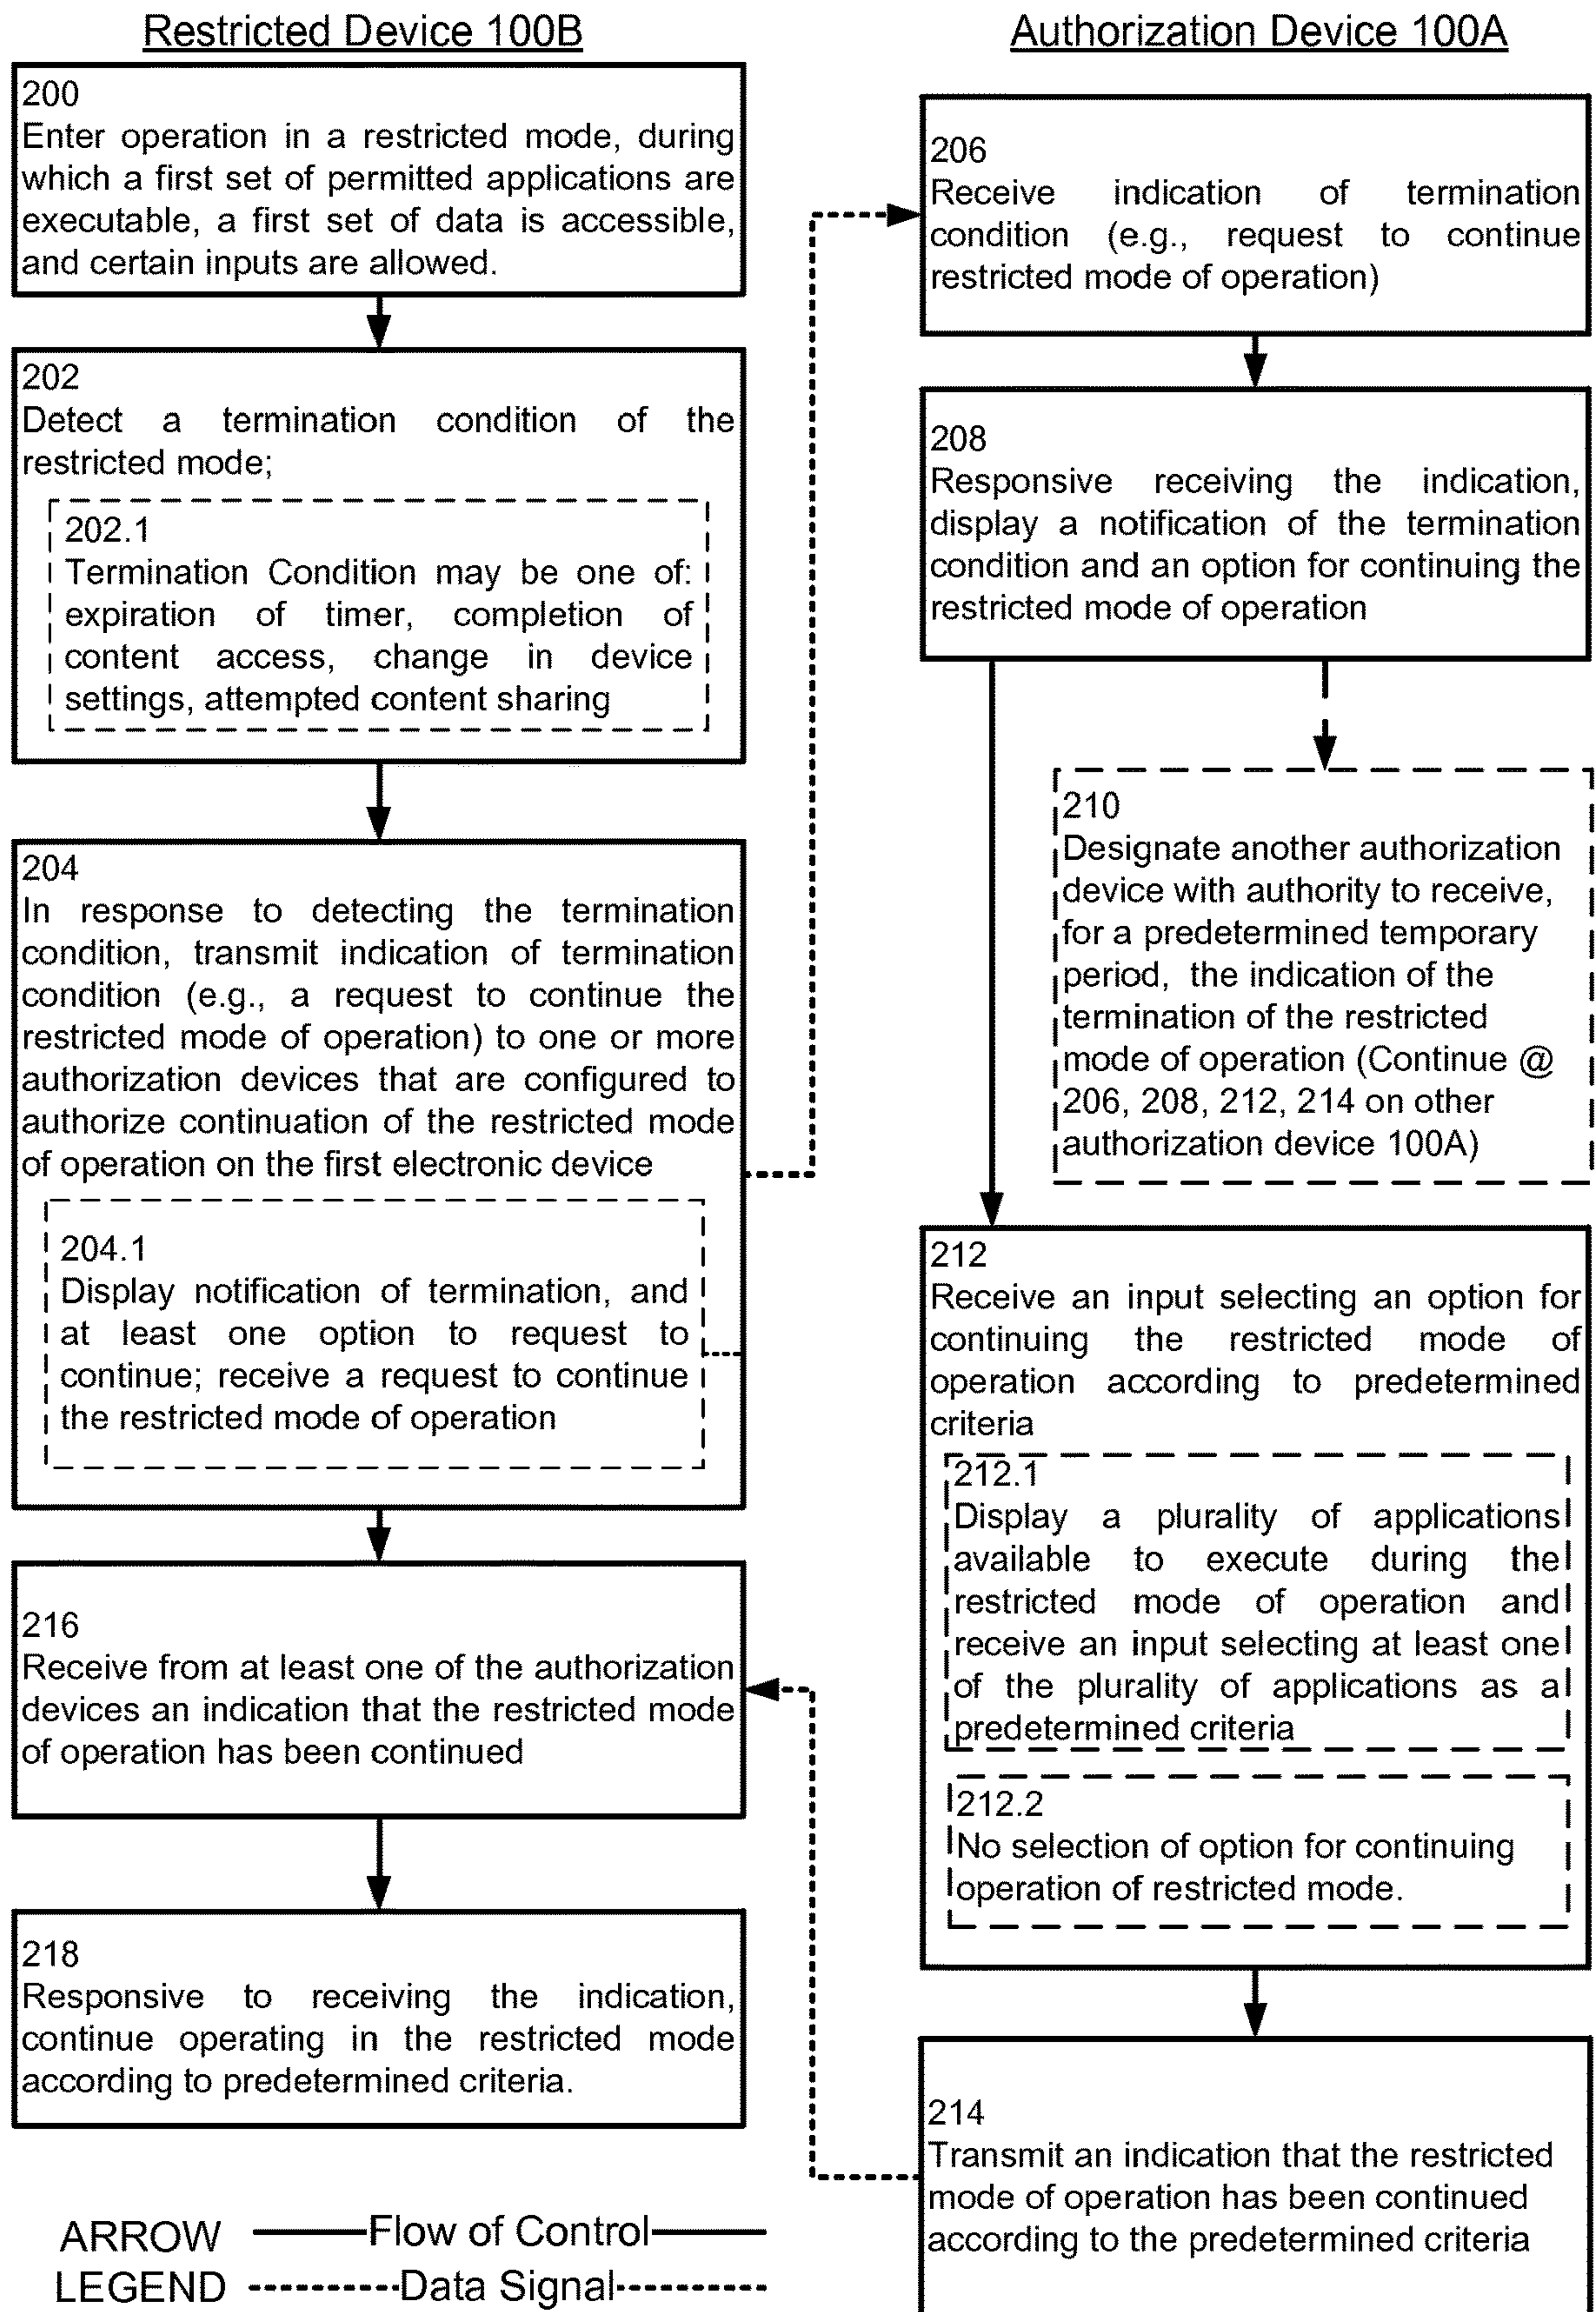 Restricted Device 100B
200
Enter operation in a restricted mode, during
which a first set of permitted applications are
executable, a first set of data is accessible,
and certain inputs are allowed.
202
Detect a termination condition of the
restricted mode;
202.1
Termination Condition may be one of:
expiration of timer, completion of
content access, change in device
settings, attempted content sharing
204
In response to detecting the termination
condition, transmit indication of termination
condition (e.g., a request to continue the
restricted mode of operation) to one or more
authorization devices that are configured to
authorize continuation of the restricted mode
of operation on the first electronic device
204.1
Display notification of termination, and
at least one option to request to
continue; receive a request to continue
the restricted mode of operation
216
Receive from at least one of the authorization
devices an indication that the restricted mode
of operation has been continued
218
Responsive to receiving the indication,
continue operating in the restricted mode
according to predetermined criteria.
Authorization Device 100A
206
Receive indication of termination
condition (e.g., request to continue
restricted mode of operation)
208
Responsive receiving the indication,
display a notification of the termination
condition and an option for continuing the
restricted mode of operation
210
Designate another authorization
device with authority to receive,
for a predetermined temporary
period, the indication of the
termination of the restricted
mode of operation (Continue @
206, 208, 212, 214 on other
authorization device 100A)
212
Receive an input selecting an option for
continuing the restricted mode of
operation according to predetermined
criteria
212.1
Display a plurality of applications
available to execute during the
restricted mode of operation and
receive an input selecting at least one
of the plurality of applications as a
predetermined criteria
212.2
No selection of option for continuing
operation of restricted mode.
214
Transmit an indication that the restricted
mode of operation has been continued
according to the predetermined criteria
ARROW Flow of Control
LEGEND Data Signal